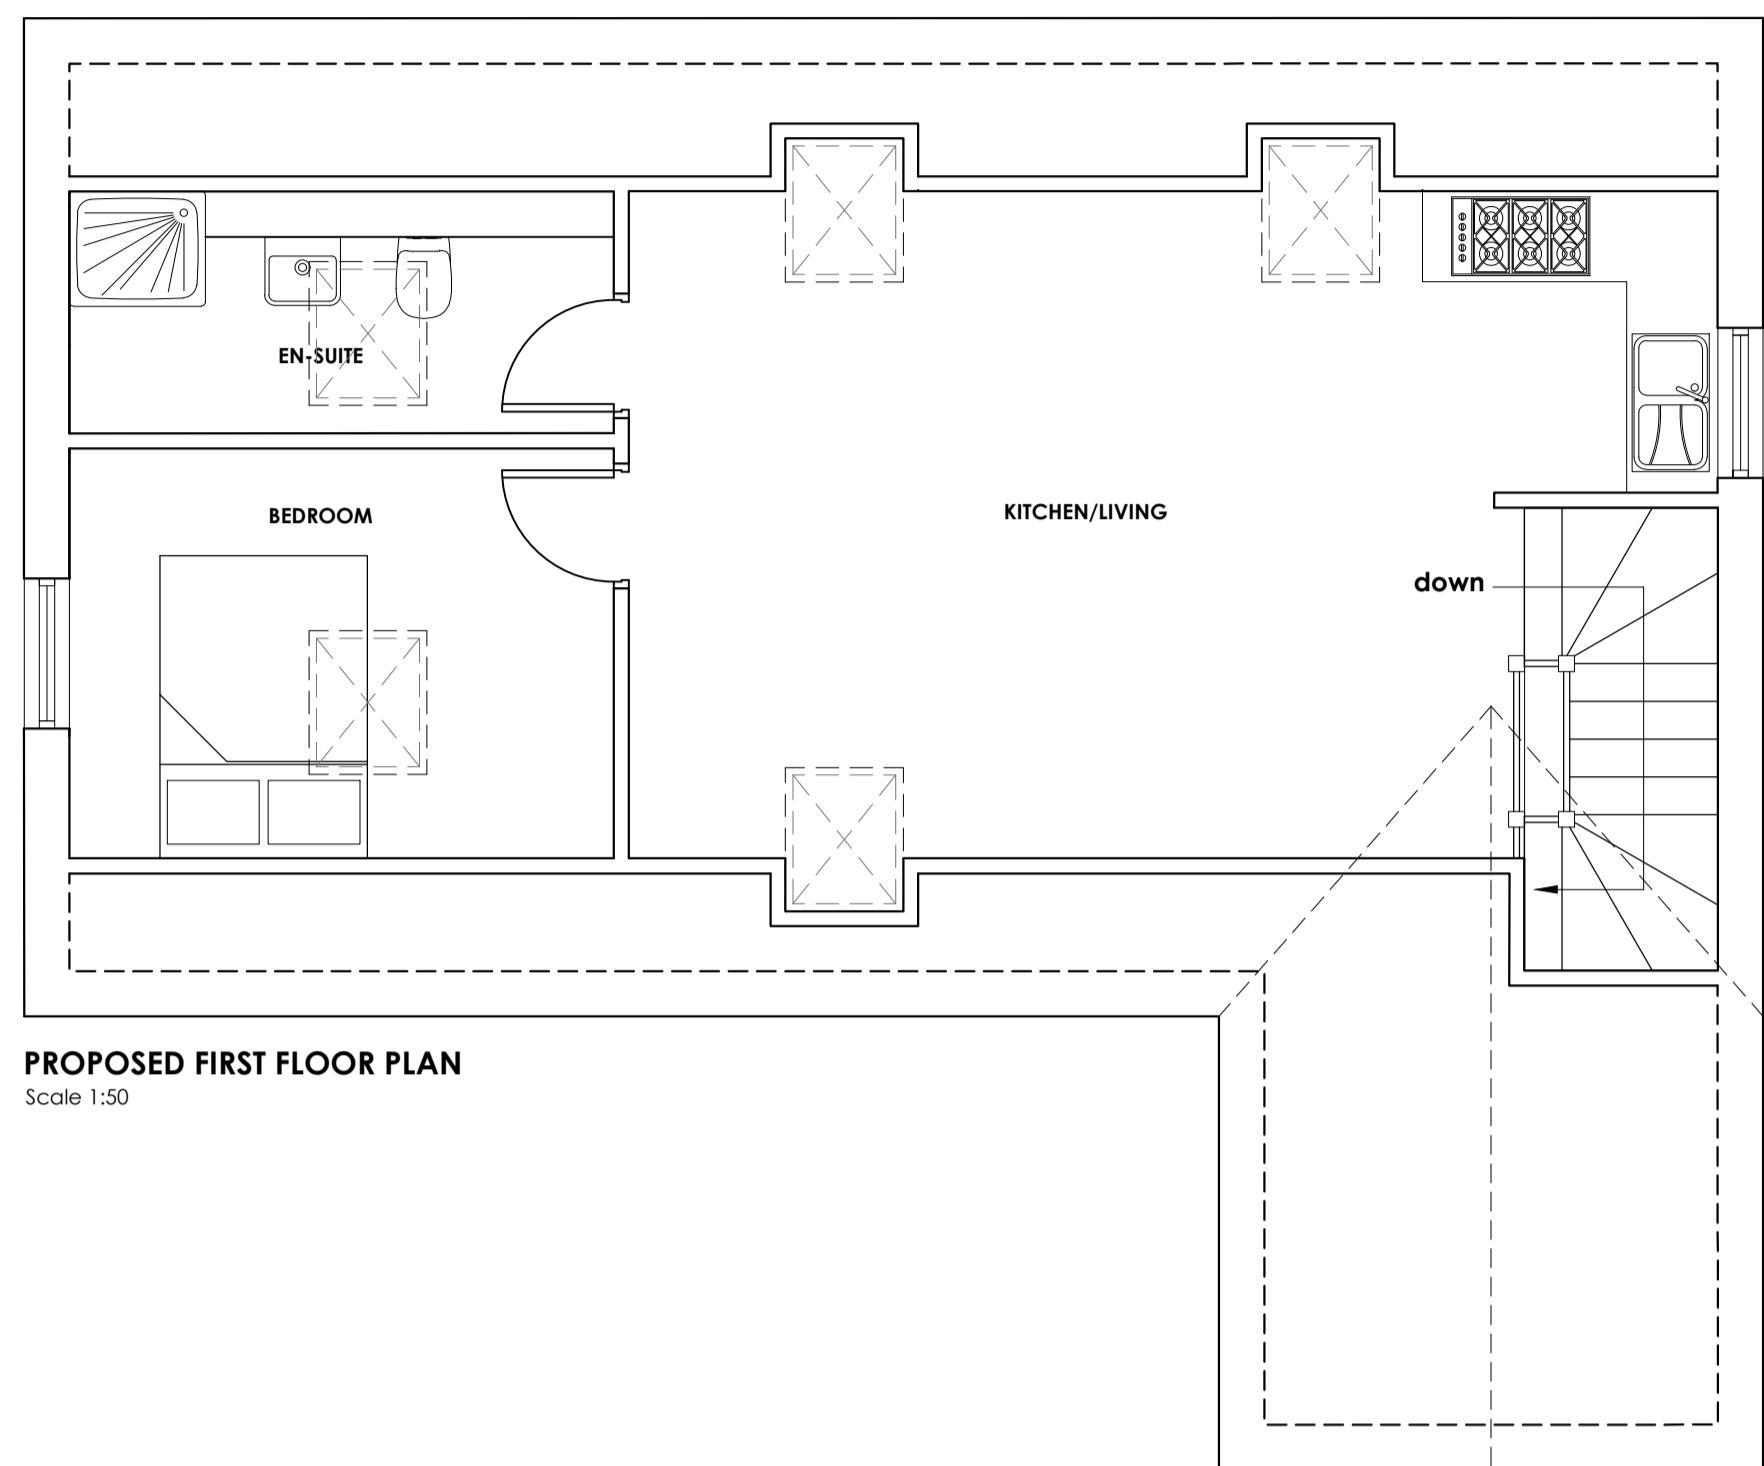 EN-SUITE
BEDROOM
KITCHEN/LIVING
down
PROPOSED FIRST FLOOR PLAN
Scale 1:50